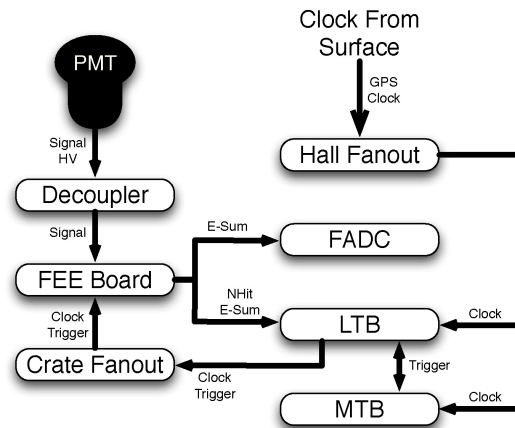 PMT
Clock From
Surface
GPS
Clock
Signal
HV
Hall Fanout
Decoupler
Signal
E-Sum
FADC
FEE Board
NHit
E-Sum
LTB
Clock
Clock
Trigger
Crate Fanout
Clock
Trigger
Trigger
MTB
Clock